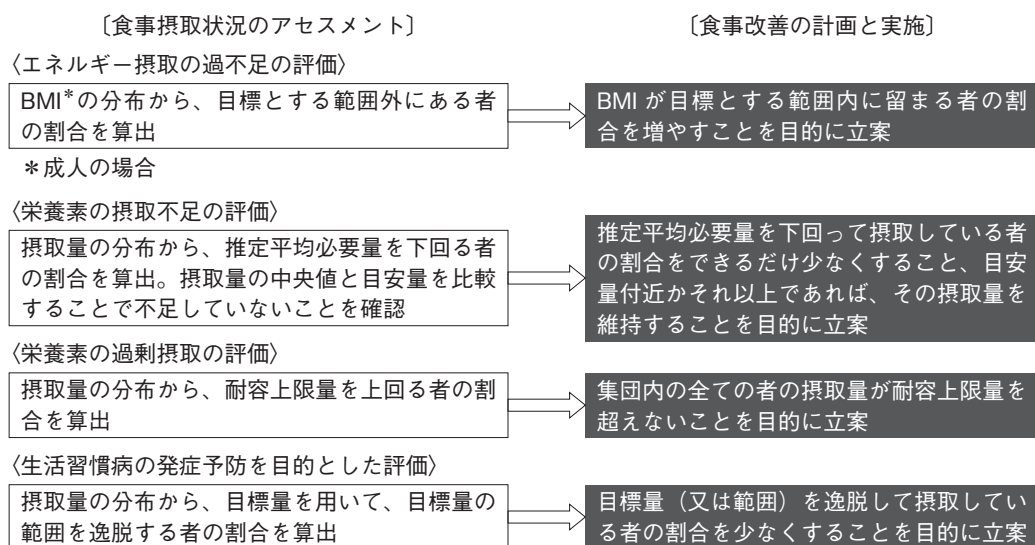 〔食事摂取状況のアセスメント〕
〔食事改善の計画と実施〕
〈エネルギー摂取の過不足の評価〉
BMI*の分布から、目標とする範囲外にある者
の割合を算出
BMI が目標とする範囲内に留まる者の割
合を増やすことを目的に立案
*成人の場合
〈栄養素の摂取不足の評価〉
摂取量の分布から、推定平均必要量を下回る者
の割合を算出。摂取量の中央値と目安量を比較
することで不足していないことを確認
推定平均必要量を下回って摂取している者
の割合をできるだけ少なくすること、目安
量付近かそれ以上であれば、その摂取量を
維持することを目的に立案
〈栄養素の過剰摂取の評価〉
摂取量の分布から、耐容上限量を上回る者の割
合を算出
集団内の全ての者の摂取量が耐容上限量を
超えないことを目的に立案
〈生活習慣病の発症予防を目的とした評価〉
摂取量の分布から、目標量を用いて、目標量の
範囲を逸脱する者の割合を算出
目標量(又は範囲)を逸脱して摂取してい
る者の割合を少なくすることを目的に立案